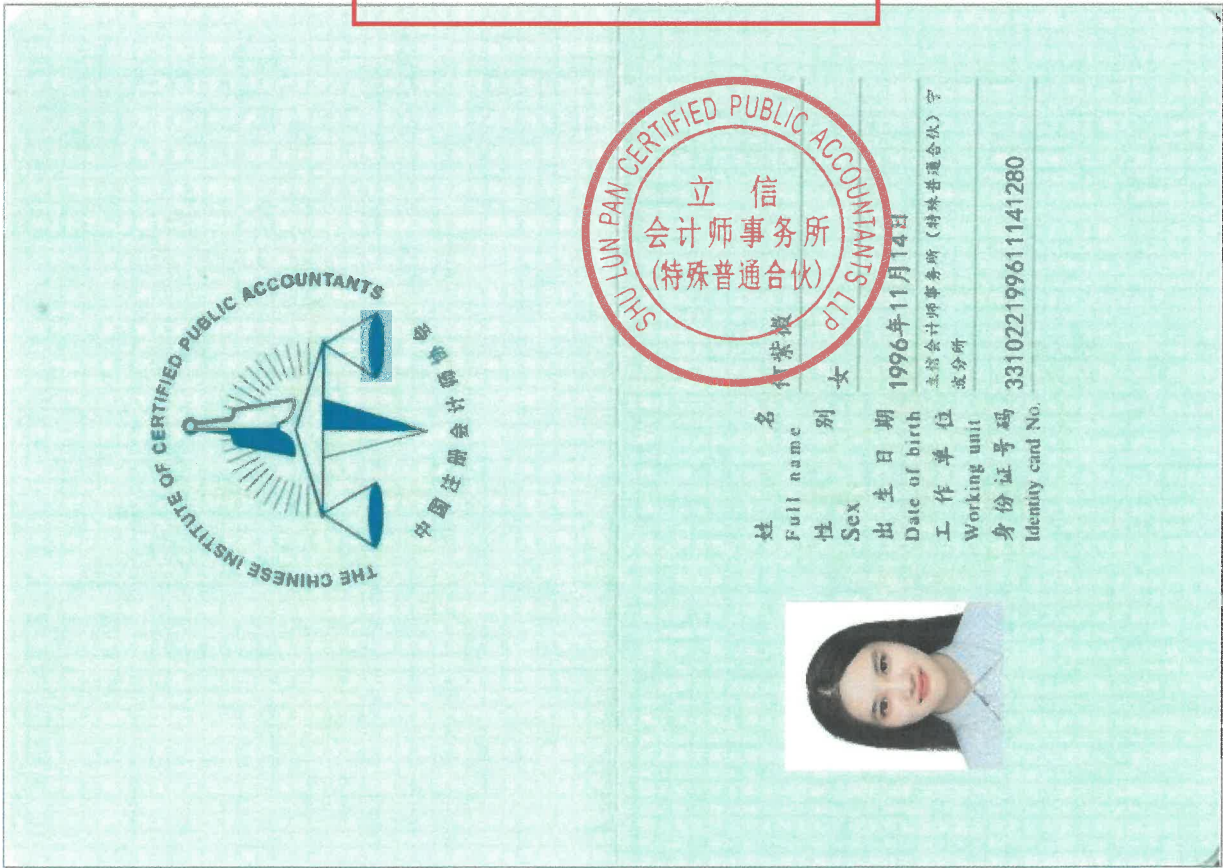 THE CHINESE INSTITUTE OF CERTIFIED PUBLIC ACCOUNTANTS
中国注册会计师协会
SHU LUN PAN CERTIFIED PUBLIC ACCOUNTANTS LLP
立信
会计师事务所
(特殊普通合伙)
姓 名 何紫微
Full name
性 别 女
Sex
出生日期 1996年11月14日
Date of birth
工作单位 立信会计师事务所(特殊普通合伙)宁
Working unit 波分所
身份证号码 331022199611141280
Identity card No.